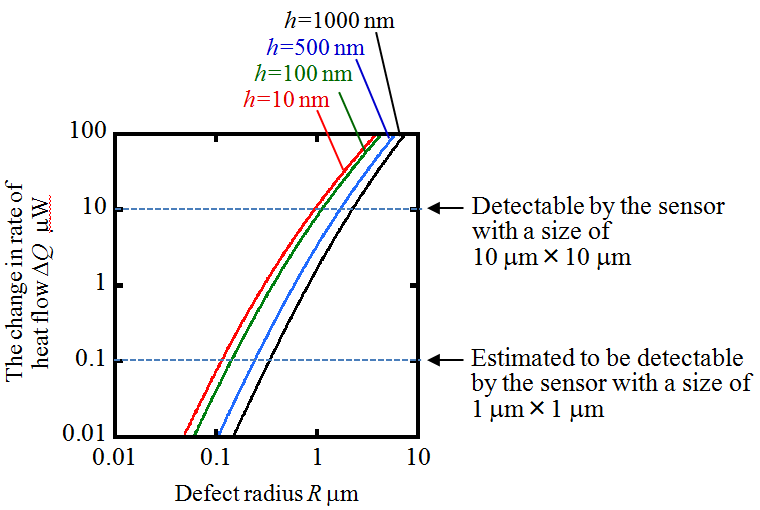 h=1000 nm
h=500 nm
h=100 nm
h=10 nm
100
10
1
0.1
0.01
0.01
0.1
1
10
The change in rate of
heat flow ΔQ μW
Defect radius R μm
Detectable by the sensor
with a size of
10 μm × 10 μm
Estimated to be detectable
by the sensor with a size of
1 μm × 1 μm